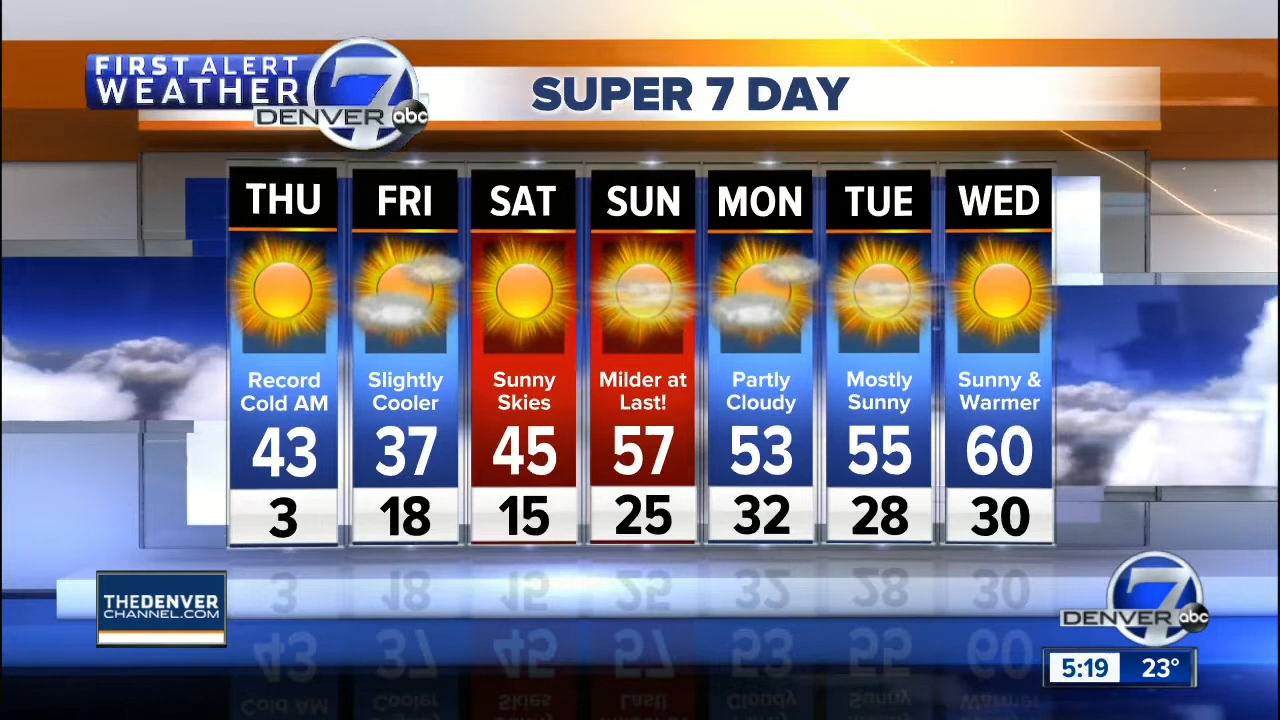 FIRST ALERT
WEATHER
7
DENVER
abc
SUPER 7 DAY
THU FRI SAT SUN MON TUE WED
Record Slightly Sunny Milder at Partly Mostly Sunny &
Cold AM Cooler Skies Last! Cloudy Sunny Warmer
43 37 45 57 53 55 60
3 18 15 25 32 28 30
THEDENVER
CHANNEL.COM
7
DENVER
abc
5:19 23°